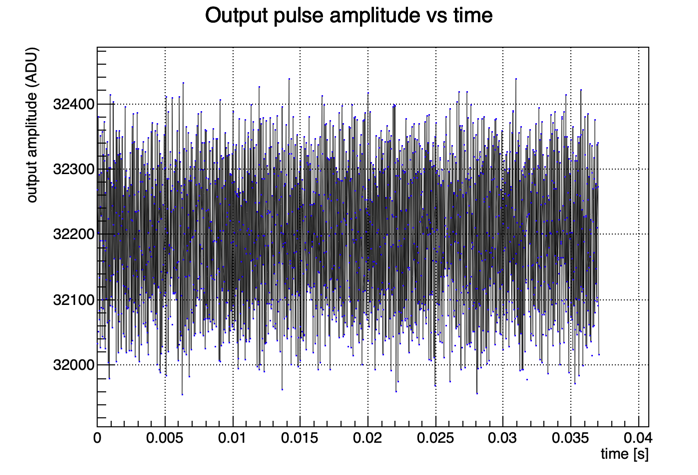 Output pulse amplitude vs time
output amplitude (ADU)
32400
32300
32200
32100
32000
0 0.005 0.01 0.015 0.02 0.025 0.03 0.035 0.04
time [s]